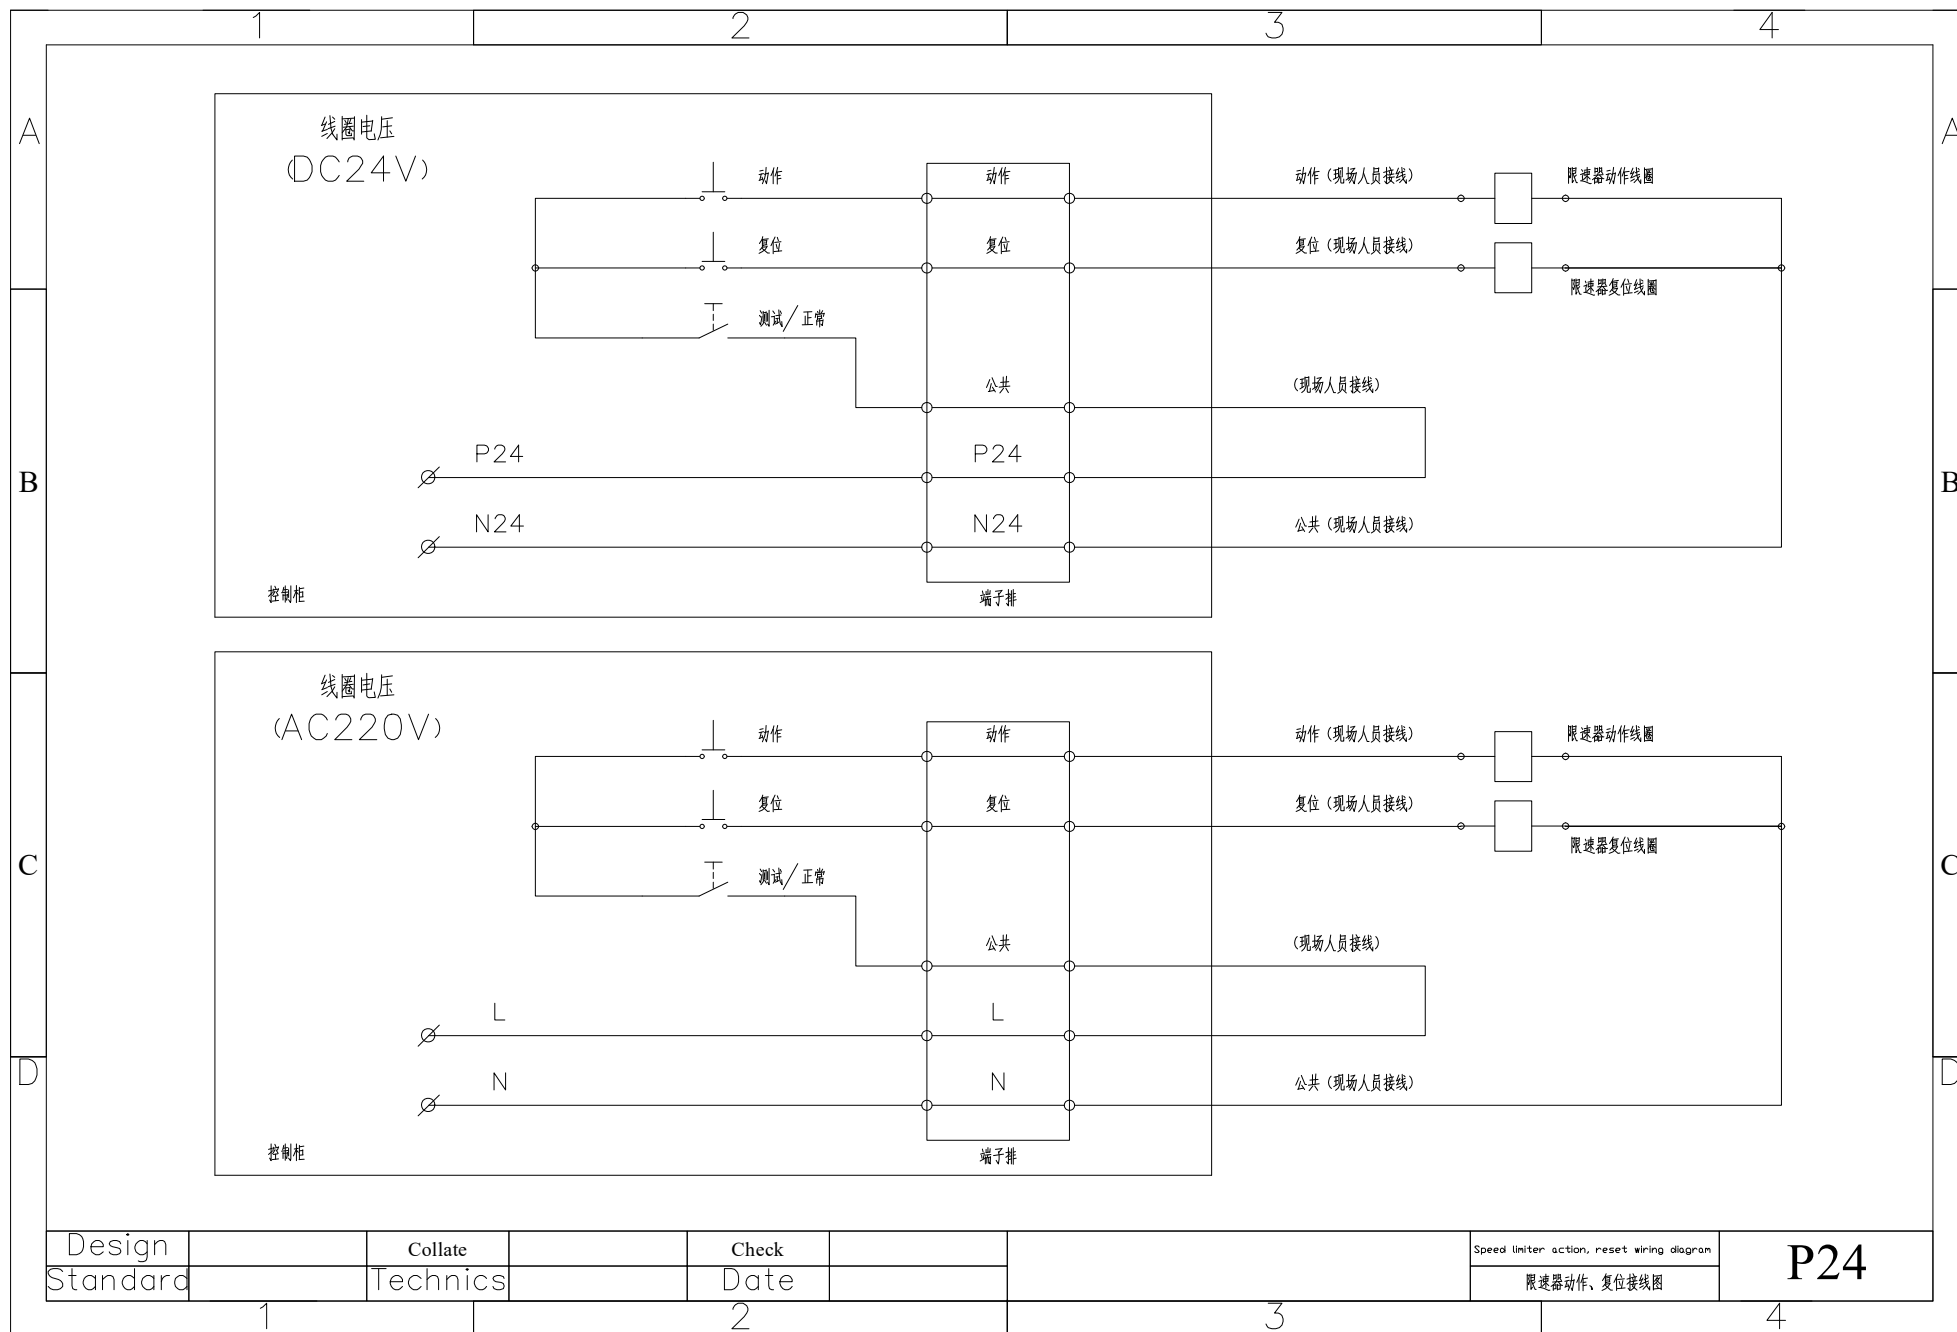 1 2 3 4
A A
线圈电压
(DC24V)
动作 动作 动作(现场人员接线) 限速器动作线圈
复位 复位 复位(现场人员接线)
限速器复位线圈
测试/正常
公共 (现场人员接线)
P24 P24
B B
N24 N24 公共(现场人员接线)
控制柜 端子排
线圈电压
(AC220V)
动作 动作 动作(现场人员接线) 限速器动作线圈
复位 复位 复位(现场人员接线)
限速器复位线圈
C C
测试/正常
公共 (现场人员接线)
L L
D D
N N 公共(现场人员接线)
控制柜 端子排
Design Collate Check Speed limiter action, reset wiring diagram P24
Standard Technics Date 限速器动作、复位接线图
1 2 3 4